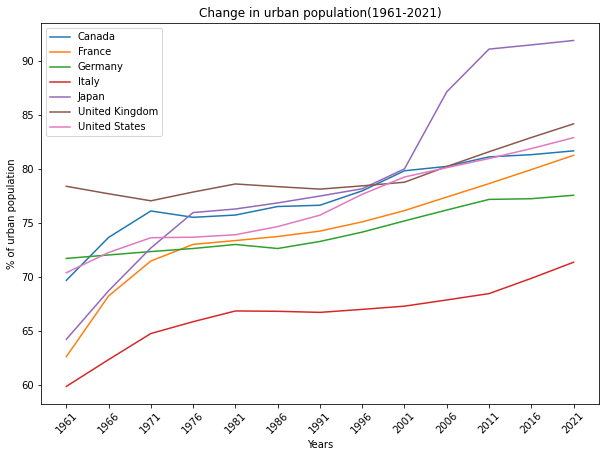 Change in urban population(1961-2021)
Canada
France
Germany
Italy
Japan
United Kingdom
United States
90
85
80
75
70
65
60
% of urban population
1961
1966
1971
1976
1981
1986
1991
1996
2001
2006
2011
2016
2021
Years